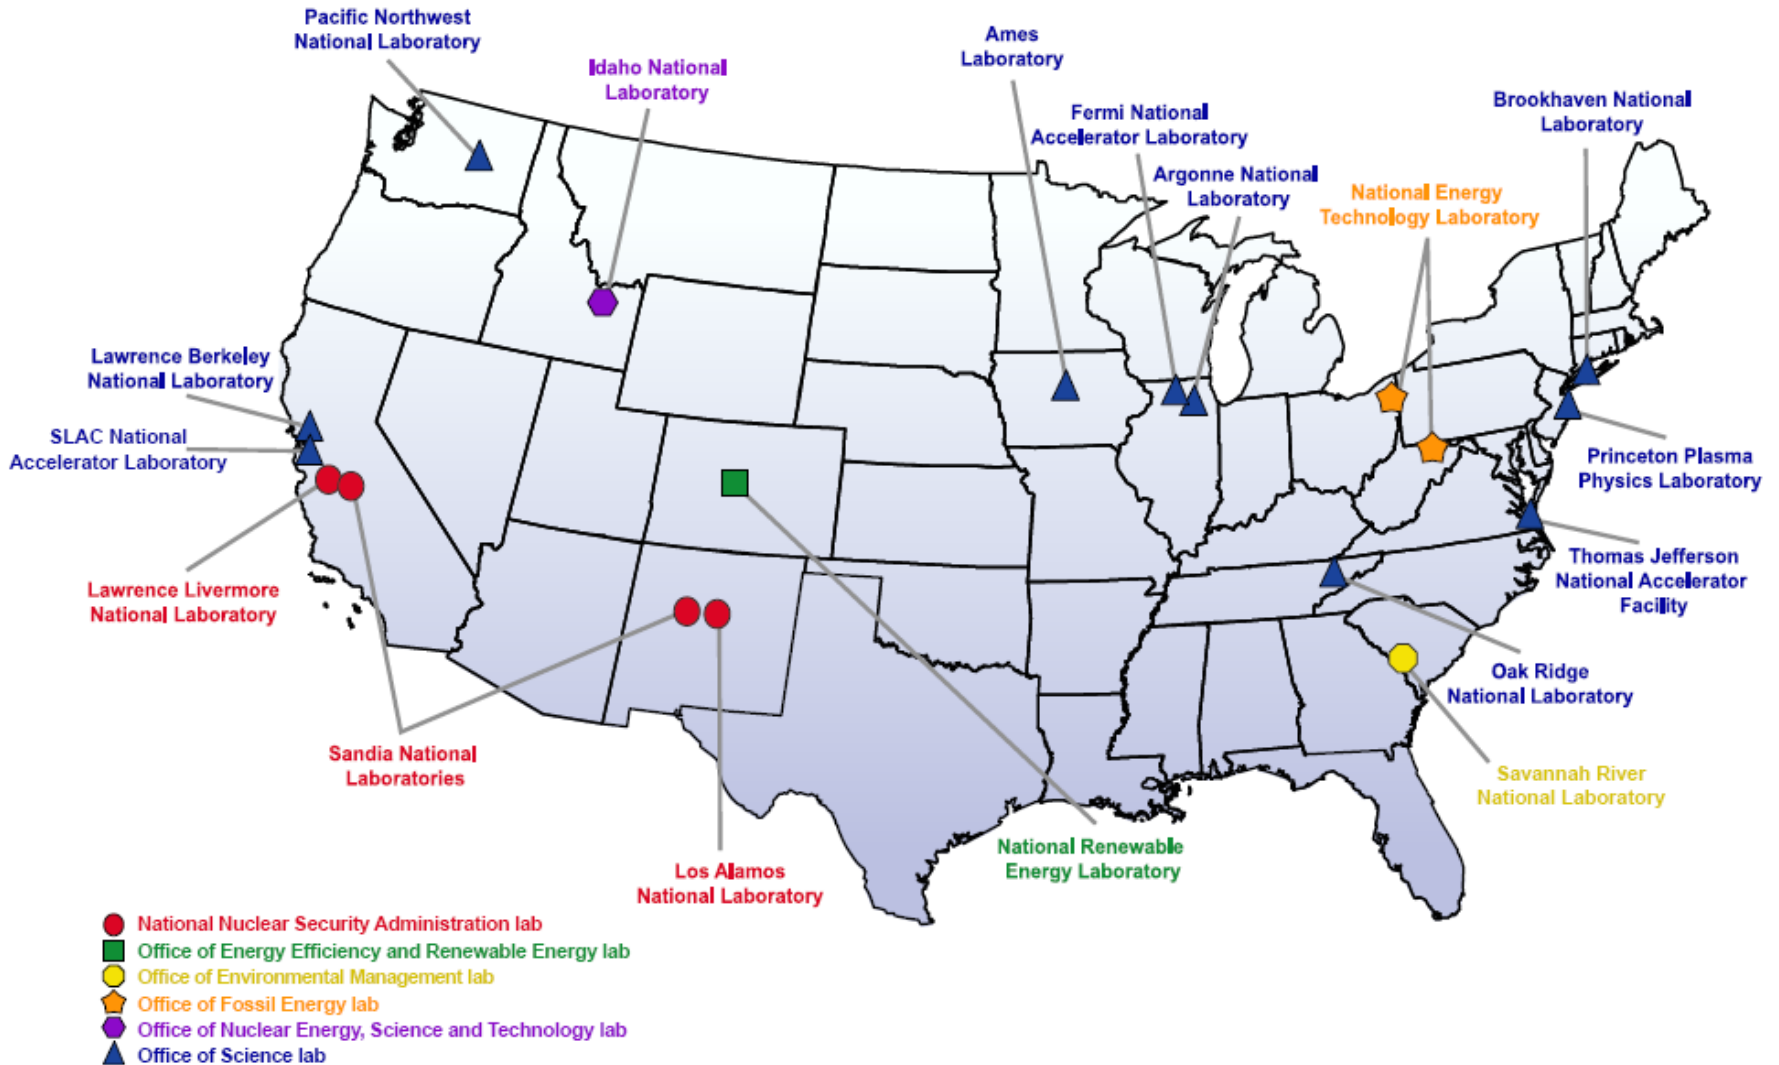 Pacific Northwest
National Laboratory
Idaho National
Laboratory
Ames
Laboratory
Fermi National
Accelerator Laboratory
Argonne National
Laboratory
Brookhaven National
Laboratory
National Energy
Technology Laboratory
Lawrence Berkeley
National Laboratory
SLAC National
Accelerator Laboratory
Lawrence Livermore
National Laboratory
Sandia National
Laboratories
Los Alamos
National Laboratory
National Renewable
Energy Laboratory
Princeton Plasma
Physics Laboratory
Thomas Jefferson
National Accelerator
Facility
Oak Ridge
National Laboratory
Savannah River
National Laboratory
National Nuclear Security Administration lab
Office of Energy Efficiency and Renewable Energy lab
Office of Environmental Management lab
Office of Fossil Energy lab
Office of Nuclear Energy, Science and Technology lab
Office of Science lab